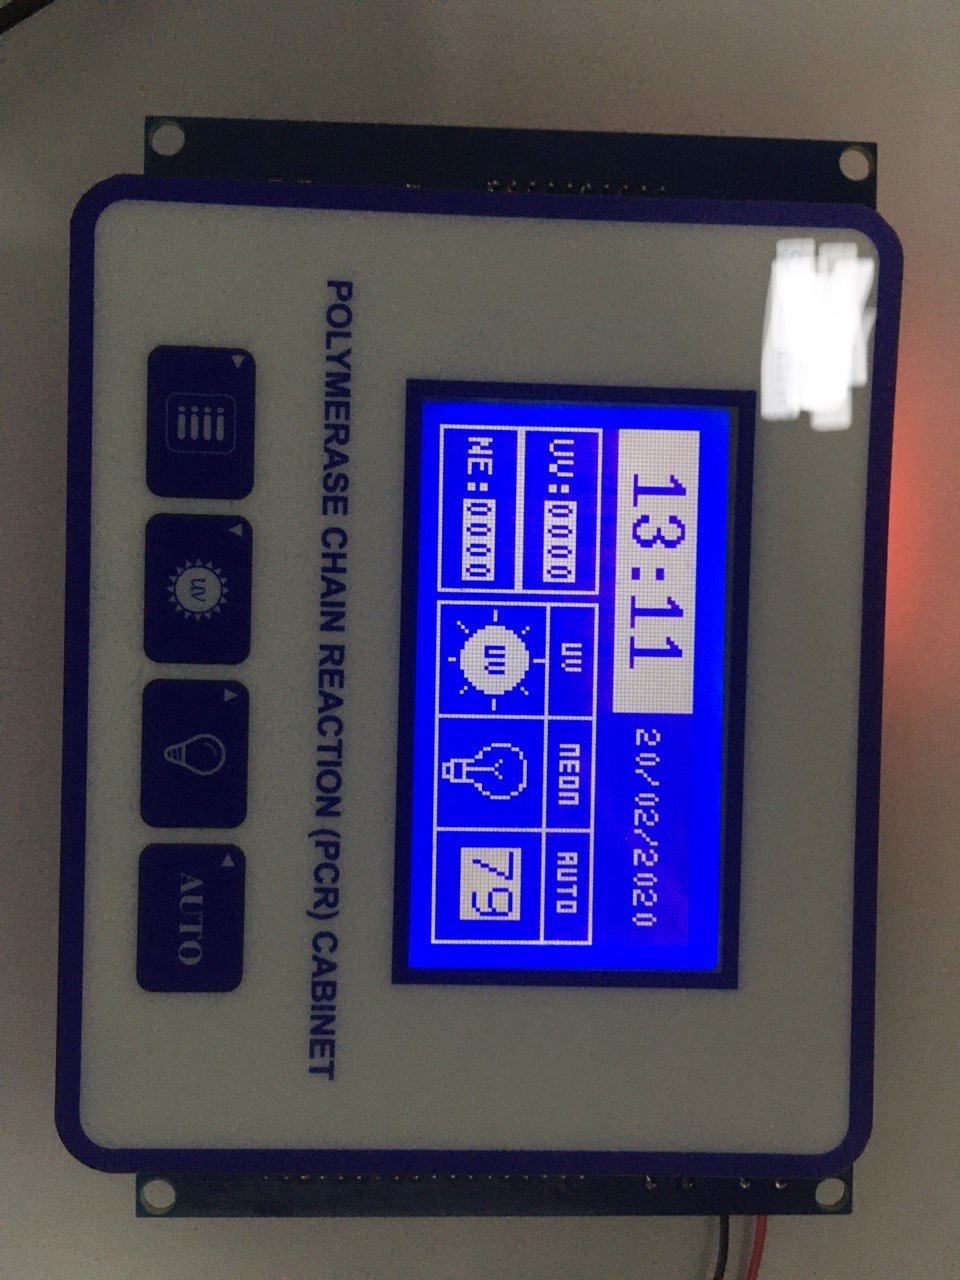 13:11 20/02/2020
UV:0000
NE:0000
UV NEON AUTO
UV 79
POLYMERASE CHAIN REACTION (PCR) CABINET
UV AUTO